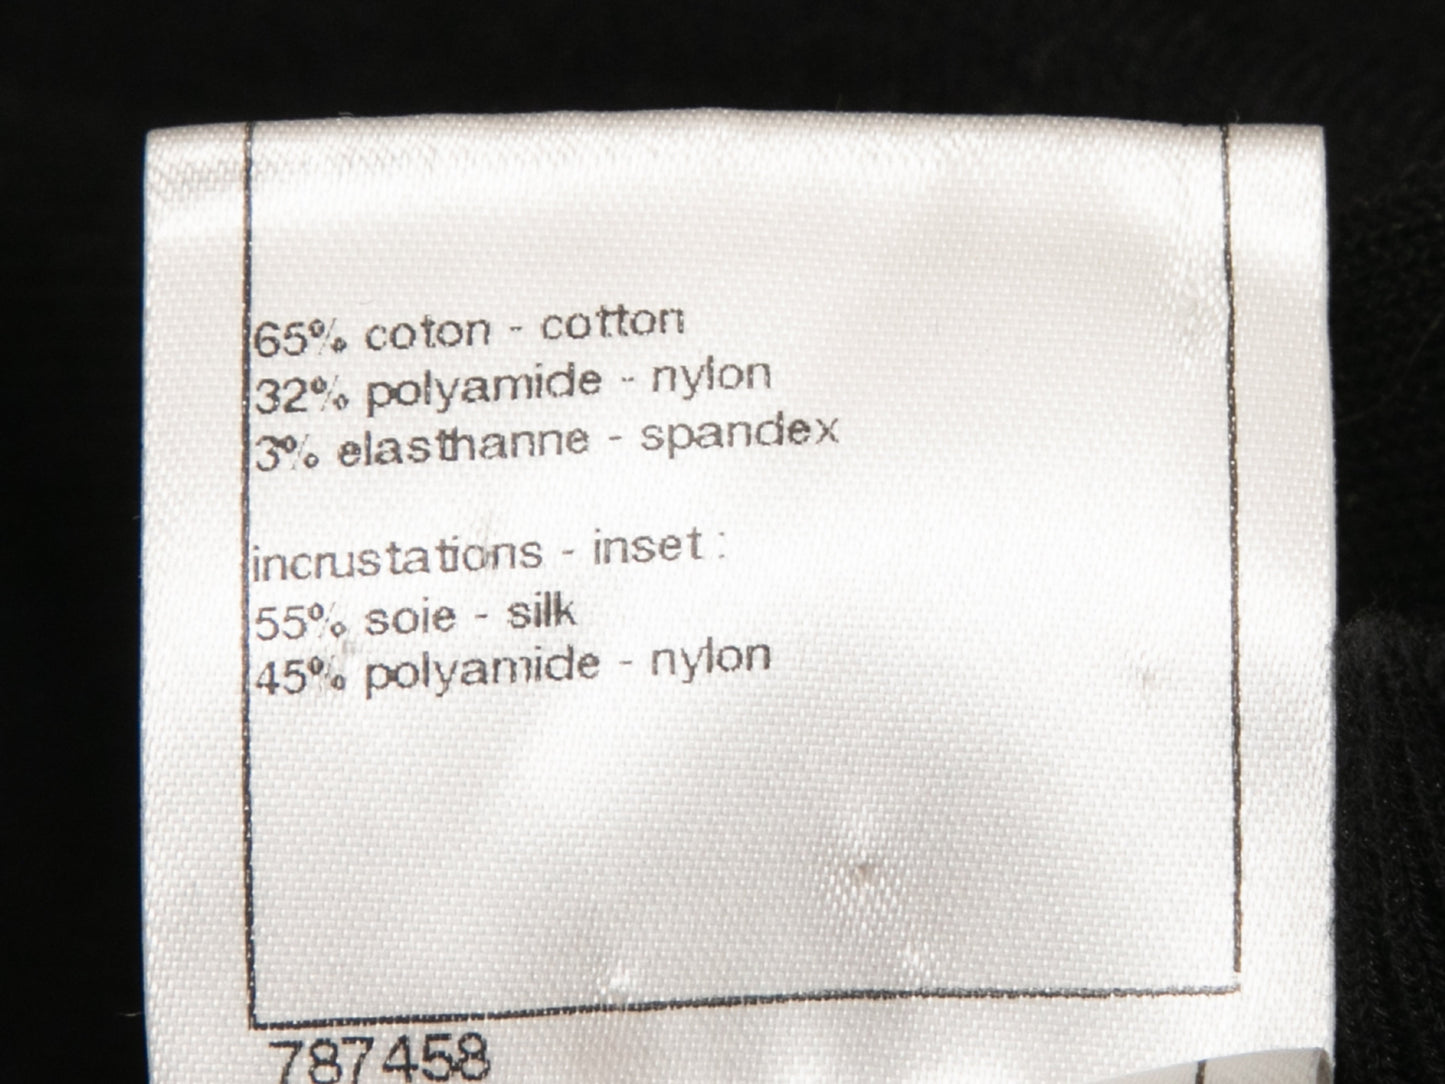 65% coton - cotton
32% polyamide - nylon
3% elasthanne - spandex
incrustations - inset :
55% soie - silk
45% polyamide - nylon
787458